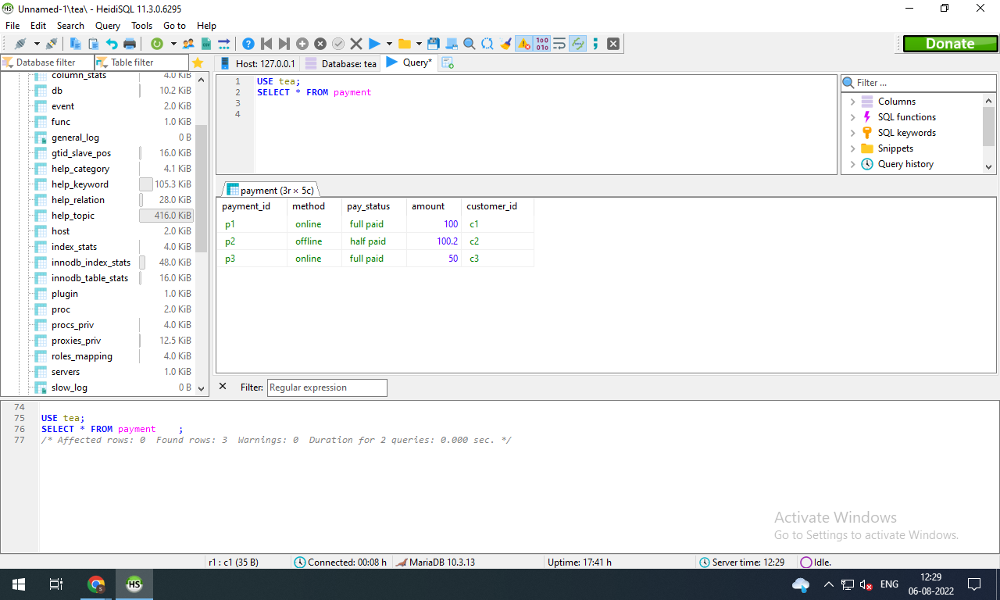 Unnamed-1\tea\ - HeidiSQL 11.3.0.6295
File Edit Search Query Tools Go to Help
Donate
Database filter Table filter
Host: 127.0.0.1 Database: tea Query*
column_stats 4.0 KiB
db 10.2 KiB
event 2.0 KiB
func 1.0 KiB
general_log 0 B
gtid_slave_pos 16.0 KiB
help_category 4.1 KiB
help_keyword 105.3 KiB
help_relation 28.0 KiB
help_topic 416.0 KiB
host 2.0 KiB
index_stats 4.0 KiB
innodb_index_stats 48.0 KiB
innodb_table_stats 16.0 KiB
plugin 1.0 KiB
proc 2.0 KiB
procs_priv 4.0 KiB
proxies_priv 12.5 KiB
roles_mapping 4.0 KiB
servers 1.0 KiB
slow_log 0 B
1 USE tea;
2 SELECT * FROM payment
3
4
Filter ...
Columns
SQL functions
SQL keywords
Snippets
Query history
payment (3r × 5c)
payment_id method pay_status amount customer_id
p1 online full paid 100 c1
p2 offline half paid 100.2 c2
p3 online full paid 50 c3
Filter: Regular expression
74
75 USE tea;
76 SELECT * FROM payment ;
77 /* Affected rows: 0 Found rows: 3 Warnings: 0 Duration for 2 queries: 0.000 sec. */
Activate Windows
Go to Settings to activate Windows.
r1 : c1 (35 B) Connected: 00:08 h MariaDB 10.3.13 Uptime: 17:41 h Server time: 12:29 Idle.
HS ENG 12:29
06-08-2022